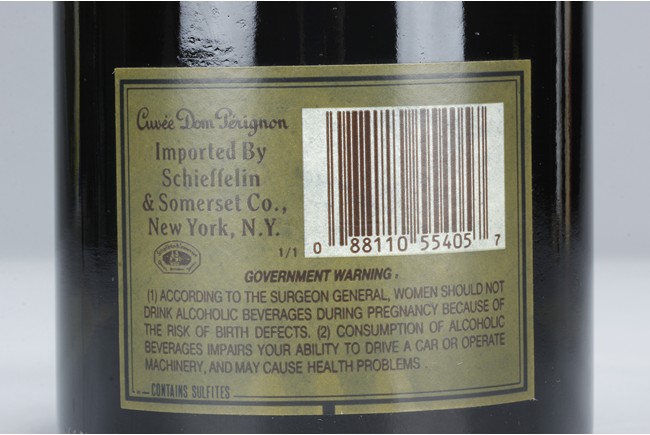 Cuvée Dom Pérignon
Imported By
Schieffelin
& Somerset Co.,
New York, N.Y.
1/1
0 88110 55405 7
GOVERNMENT WARNING:
(1) ACCORDING TO THE SURGEON GENERAL, WOMEN SHOULD NOT
DRINK ALCOHOLIC BEVERAGES DURING PREGNANCY BECAUSE OF
THE RISK OF BIRTH DEFECTS. (2) CONSUMPTION OF ALCOHOLIC
BEVERAGES IMPAIRS YOUR ABILITY TO DRIVE A CAR OR OPERATE
MACHINERY, AND MAY CAUSE HEALTH PROBLEMS.
CONTAINS SULFITES